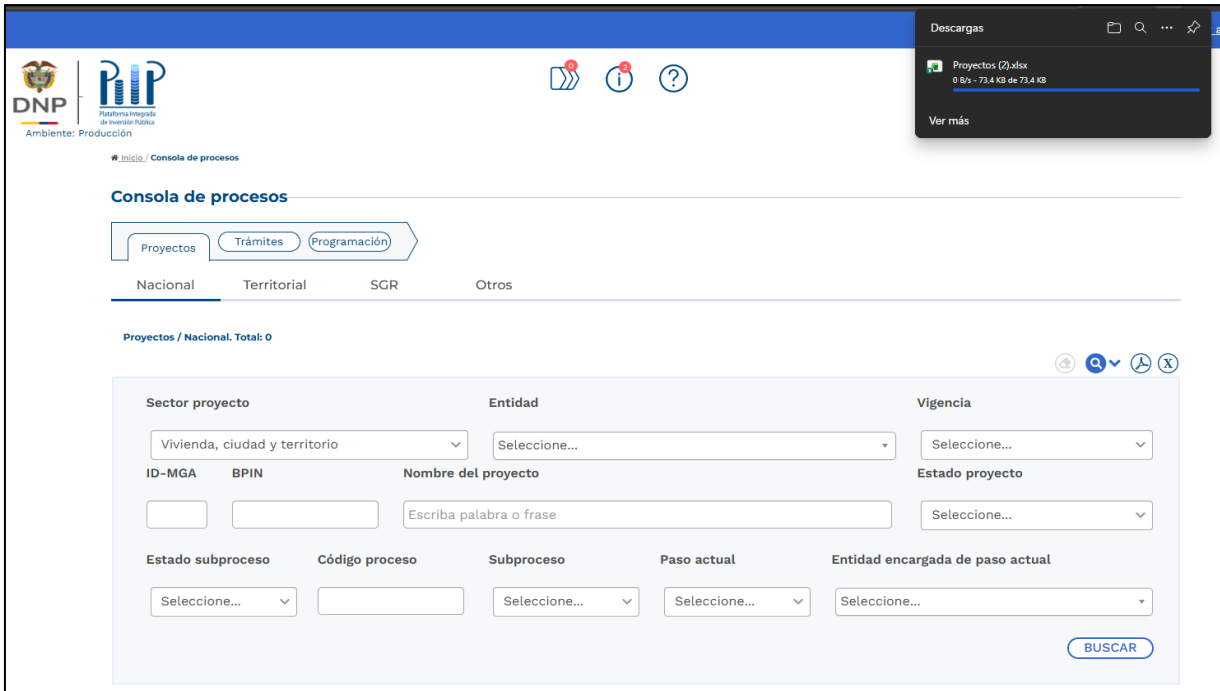 Descargas
Proyectos (2).xlsx
0 B/s - 73,4 KB de 73,4 KB
Ver más
DNP
PIIP
Plataforma Integrada
de Inversión Pública
0
2
Ambiente: Producción
Inicio / Consola de procesos
Consola de procesos
Proyectos Trámites Programación
Nacional Territorial SGR Otros
Proyectos / Nacional. Total: 0
X
Sector proyecto Entidad Vigencia
Vivienda, ciudad y territorio Seleccione... Seleccione...
ID-MGA BPIN Nombre del proyecto Estado proyecto
Escriba palabra o frase Seleccione...
Estado subproceso Código proceso Subproceso Paso actual Entidad encargada de paso actual
Seleccione... Seleccione... Seleccione... Seleccione...
BUSCAR